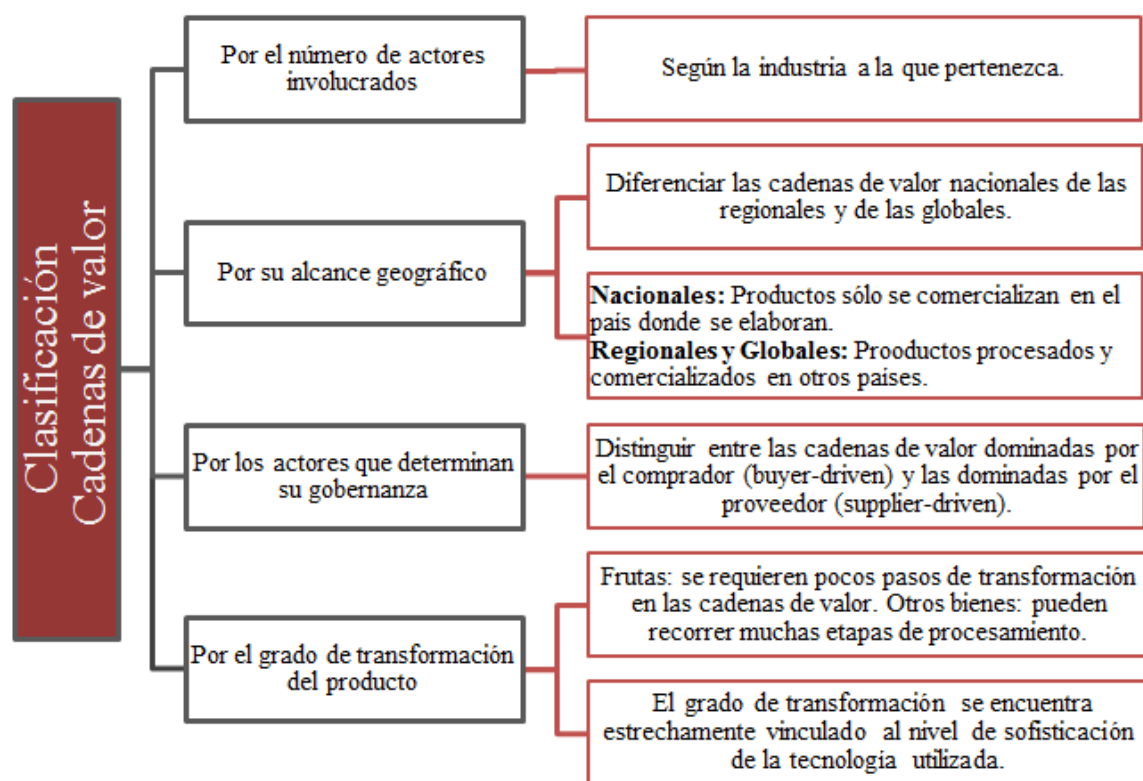 Clasificación
Cadenas de valor
Por el número de actores
involucrados
Según la industria a la que pertenezca.
Por su alcance geográfico
Diferenciar las cadenas de valor nacionales de las
regionales y de las globales.
Nacionales: Productos sólo se comercializan en el
país donde se elaboran.
Regionales y Globales: Prooductos procesados y
comercializados en otros países.
Por los actores que determinan
su gobernanza
Distinguir entre las cadenas de valor dominadas por
el comprador (buyer-driven) y las dominadas por el
proveedor (supplier-driven).
Por el grado de transformación
del producto
Frutas: se requieren pocos pasos de transformación
en las cadenas de valor. Otros bienes: pueden
recorrer muchas etapas de procesamiento.
El grado de transformación se encuentra
estrechamente vinculado al nivel de sofisticación
de la tecnología utilizada.